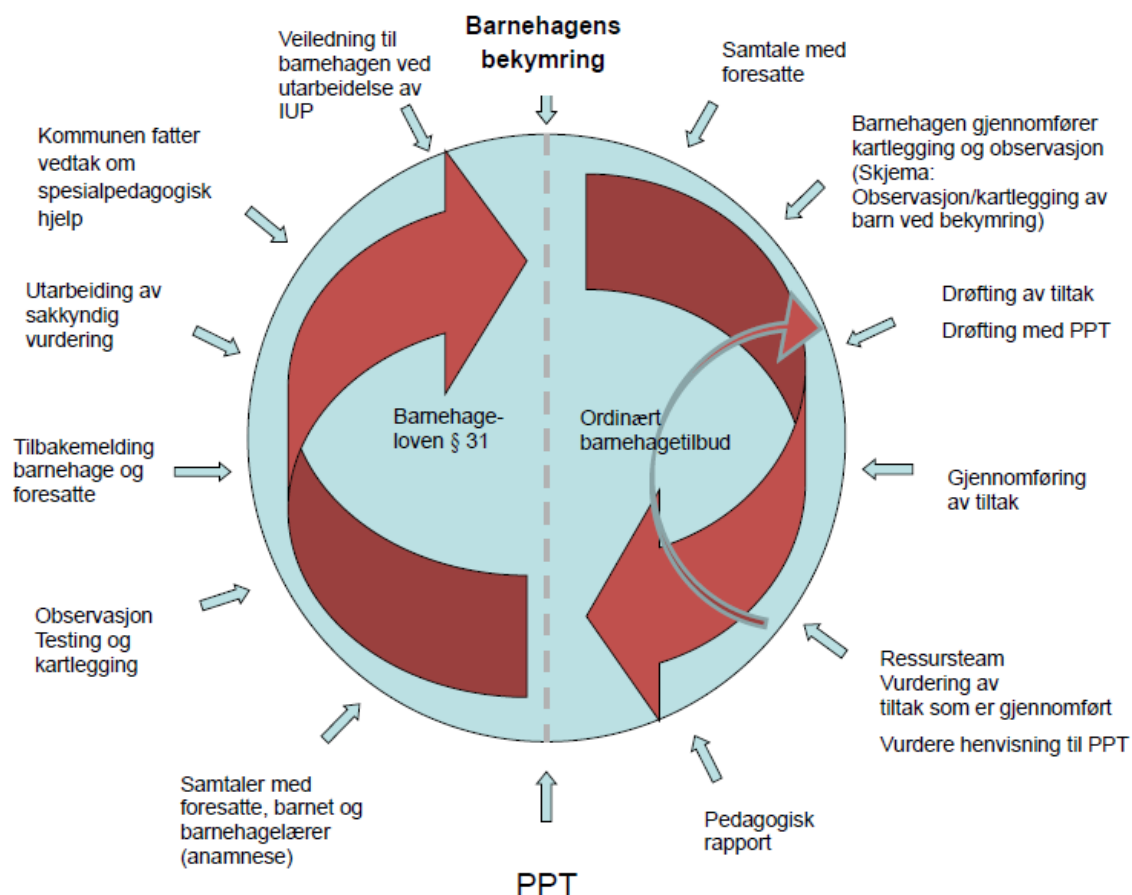 Barnehagens
bekymring
Samtale med
foresatte
Barnehagen gjennomfører
kartlegging og observasjon
(Skjema:
Observasjon/kartlegging av
barn ved bekymring)
Drøfting av tiltak
Drøfting med PPT
Gjennomføring
av tiltak
Ressursteam
Vurdering av
tiltak som er gjennomført
Vurdere henvisning til PPT
Pedagogisk
rapport
PPT
Samtaler med
foresatte, barnet og
barnehagelærer
(anamnese)
Observasjon
Testing og
kartlegging
Tilbakemelding
barnehage og
foresatte
Utarbeiding av
sakkyndig
vurdering
Kommunen fatter
vedtak om
spesialpedagogisk
hjelp
Veiledning til
barnehagen ved
utarbeidelse av
IUP
Barnehage-
loven § 31
Ordinært
barnehagetilbud